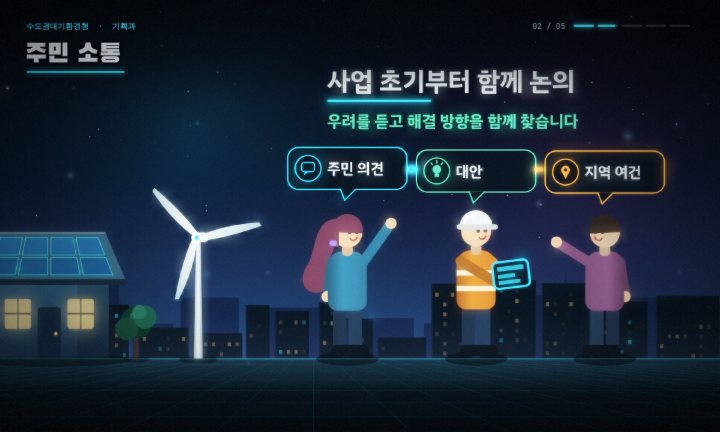 수도권대기환경청 · 기획과
02 / 05
주민 소통
사업 초기부터 함께 논의
우려를 듣고 해결 방향을 함께 찾습니다
주민 의견
대안
지역 여건